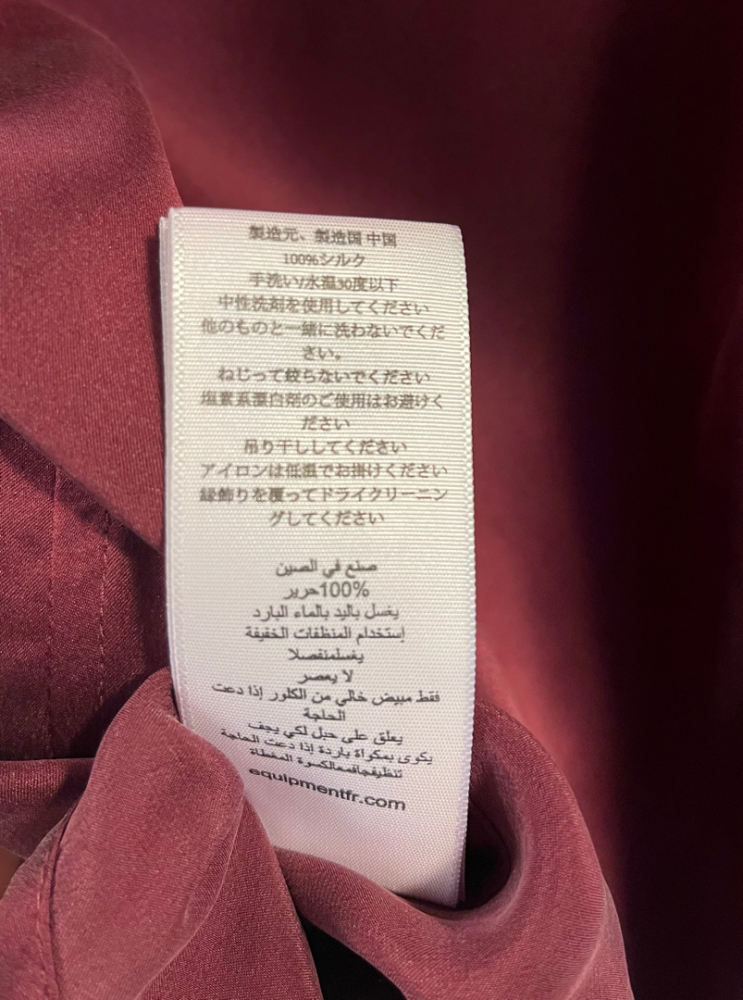 製造元、製造国 中国
100%シルク
手洗い/水温30度以下
中性洗剤を使用してください
他のものと一緒に洗わないでくだ
さい。
ねじって絞らないでください
塩素系漂白剤のご使用はお避けく
ださい
吊り干ししてください
アイロンは低温でお掛けください
縁飾りを覆ってドライクリーニン
グしてください
صنع في الصين
100%حرير
يغسل باليد بالماء البارد
إستخدام المنظفات الخفيفة
يغسلمنفصلا
لا يعصر
فقط مبيض خالي من الكلور إذا دعت
الحاجة
يعلق على حبل لكي يجف
يكوى بمكواة باردة إذا دعت الحاجة
تنظيفجافممالكسرة المغطاة
equipmentfr.com